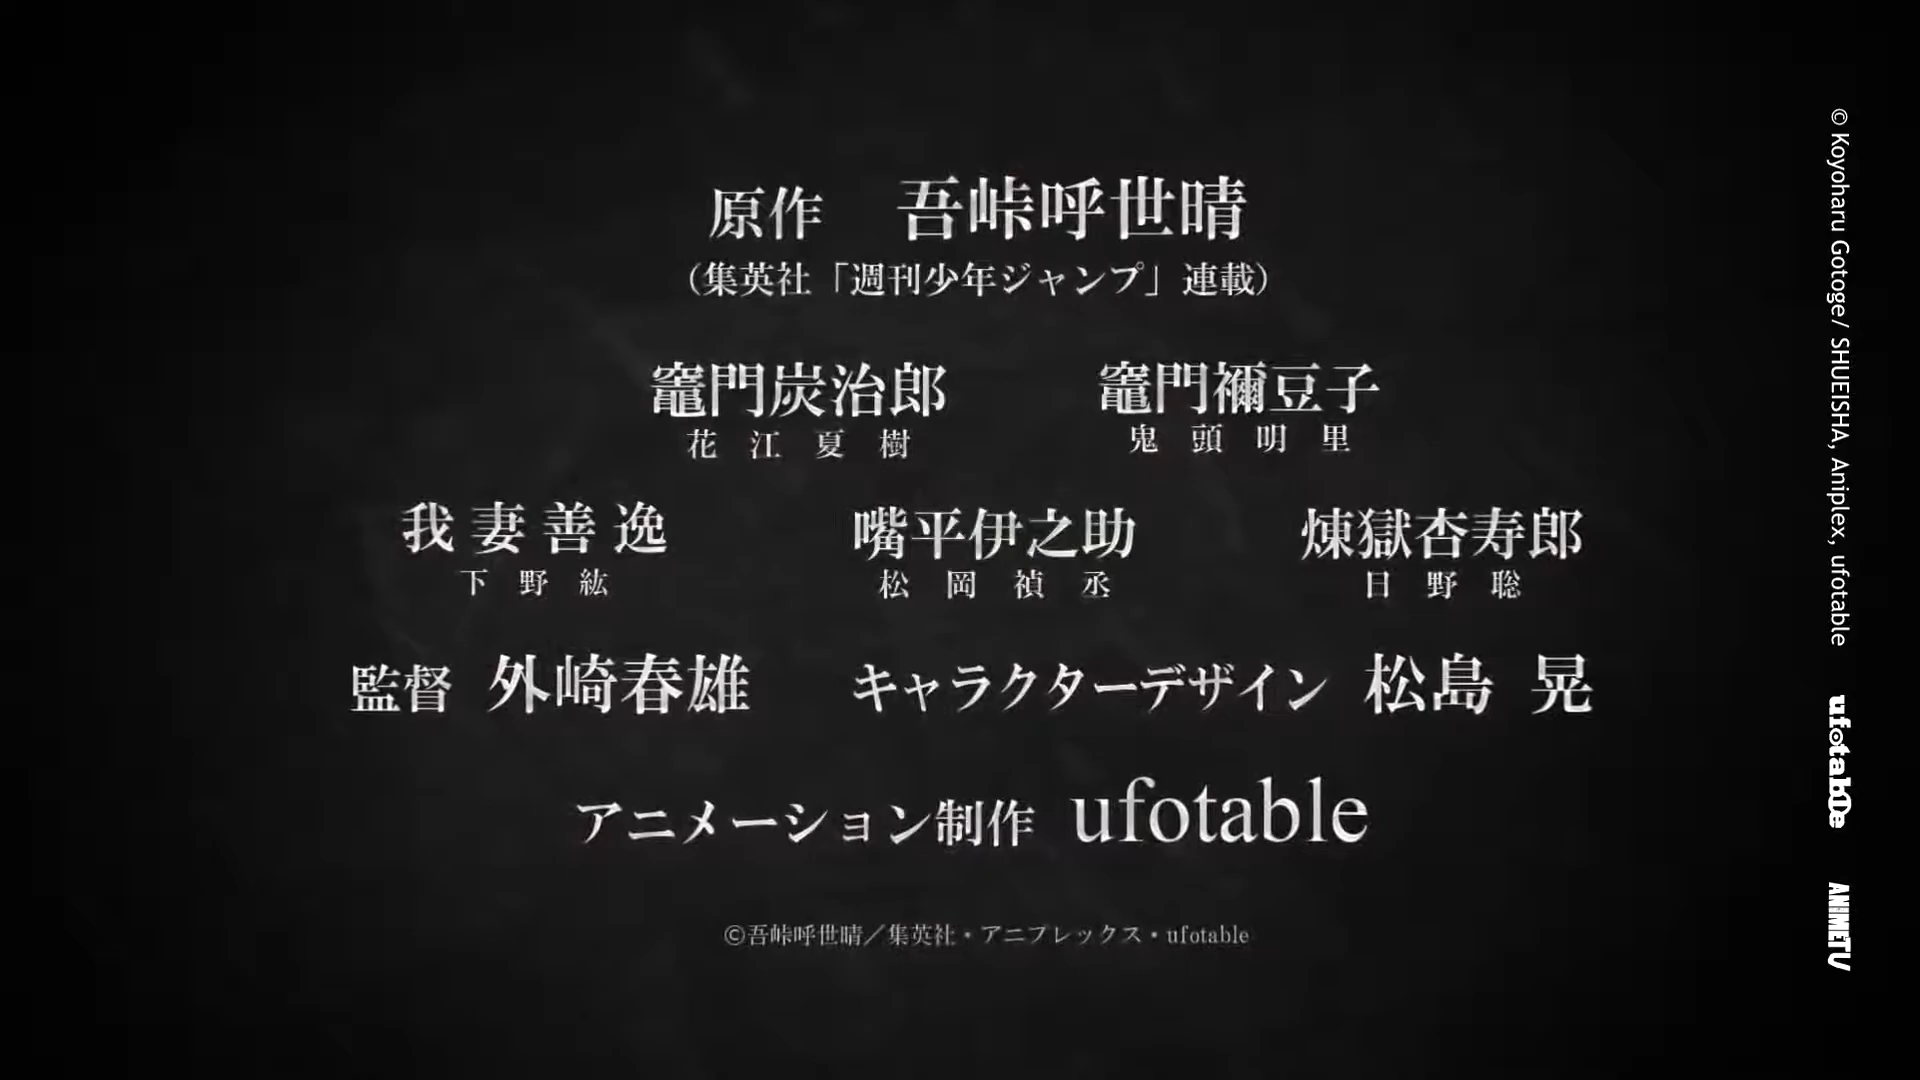 原作 吾峠呼世晴
（集英社「週刊少年ジャンプ」連載）
竈門炭治郎 竈門禰豆子
花江夏樹 鬼頭明里
我妻善逸 嘴平伊之助 煉獄杏寿郎
下野紘 松岡禎丞 日野聡
監督 外崎春雄 キャラクターデザイン 松島 晃
アニメーション制作 ufotable
©吾峠呼世晴／集英社・アニプレックス・ufotable
© Koyoharu Gotoge / SHUEISHA, Aniplex, ufotable
ufotable
ANIMETV